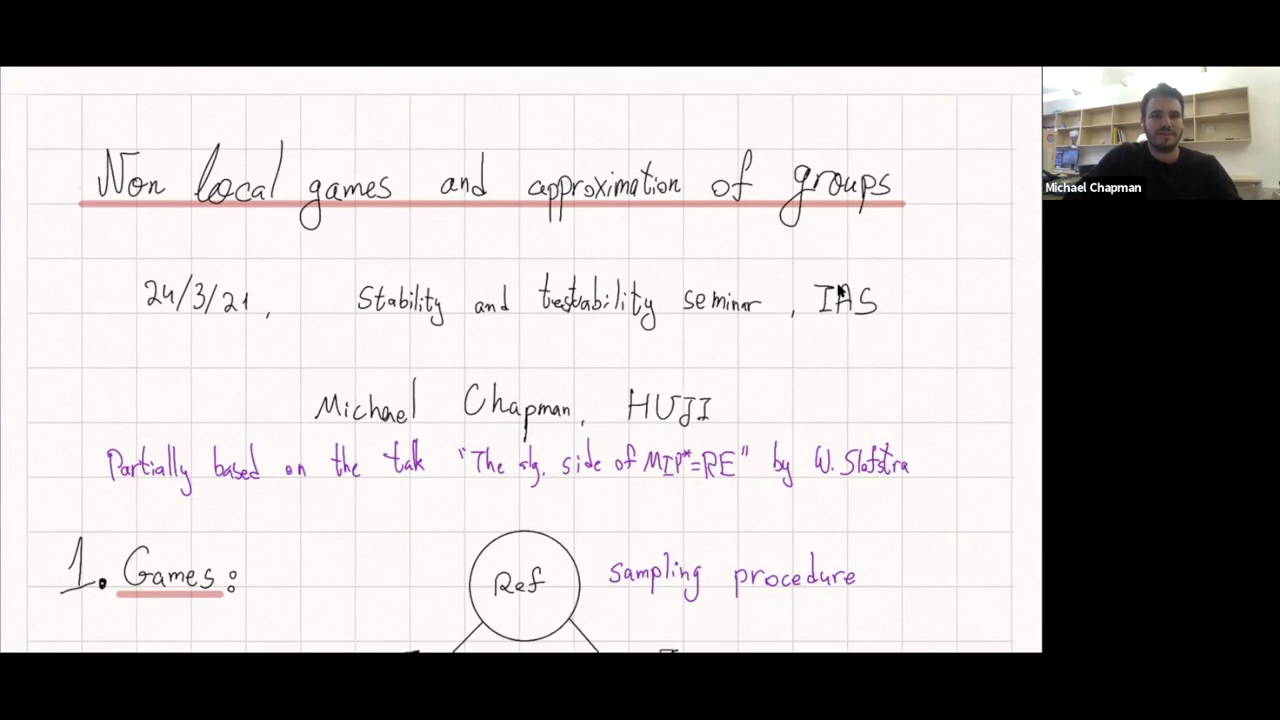 Non local games and approximation of groups
24/3/21, Stability and testability seminar, IAS
Michael Chapman, HUJI
Partially based on the talk "The alg. side of MIP*=RE" by W. Slofstra
1. Games:
Ref
sampling procedure
Michael Chapman